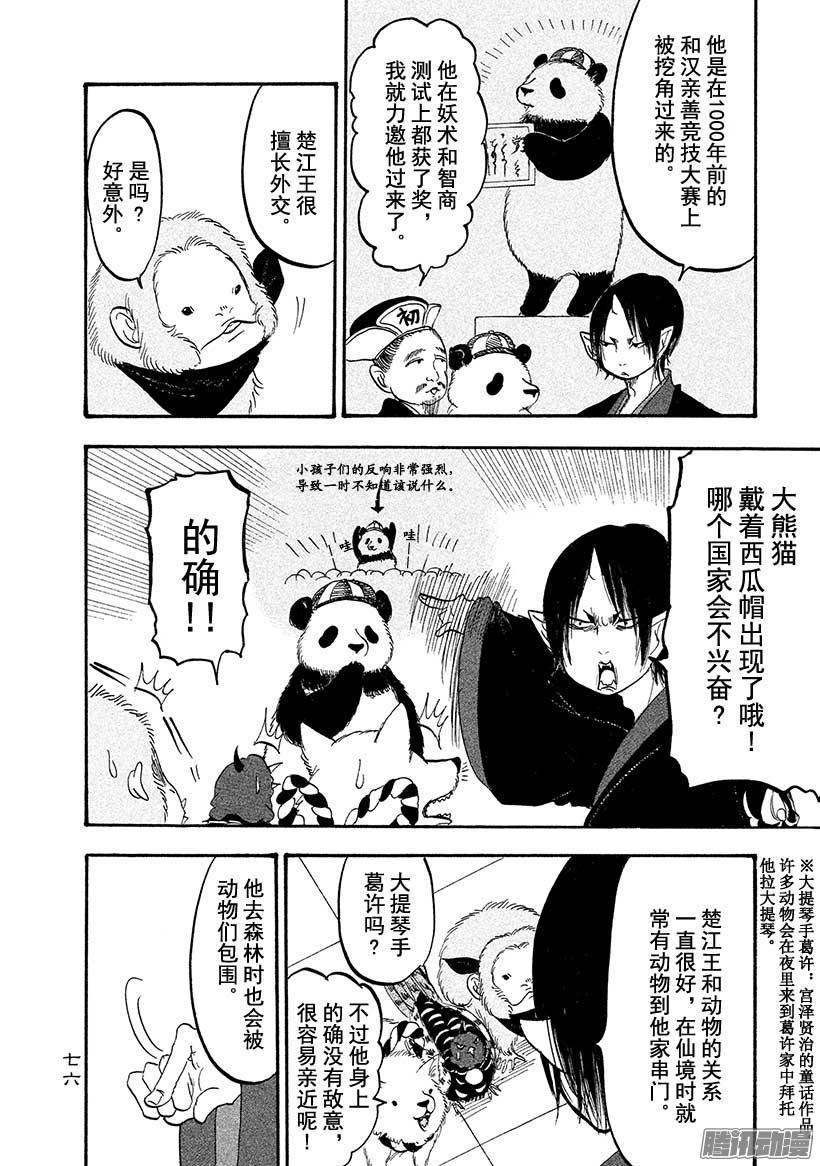 他是在1000年前的
和汉亲善竞技大赛上
被挖角过来的。
他在妖术和智商
测试上都获了奖，
我就力邀他过来了。
初
楚江王很
擅长外交。
是吗？
好意外。
大熊猫
戴着西瓜帽出现了哦！
哪个国家会不兴奋？
小孩子们的反响非常强烈，
导致一时不知道该说什么。
哇
哇
的确!!
※大提琴手葛许：宫泽贤治的童话作品
许多动物会在夜里来到葛许家中拜托
他拉大提琴。
楚江王和动物的关系
一直很好，在仙境时就
常有动物到他家串门。
大提琴手
葛许吗？
不过他身上
的确没有敌意，
很容易亲近呢！
他去森林时也会被
动物们包围。
七六
腾讯动漫